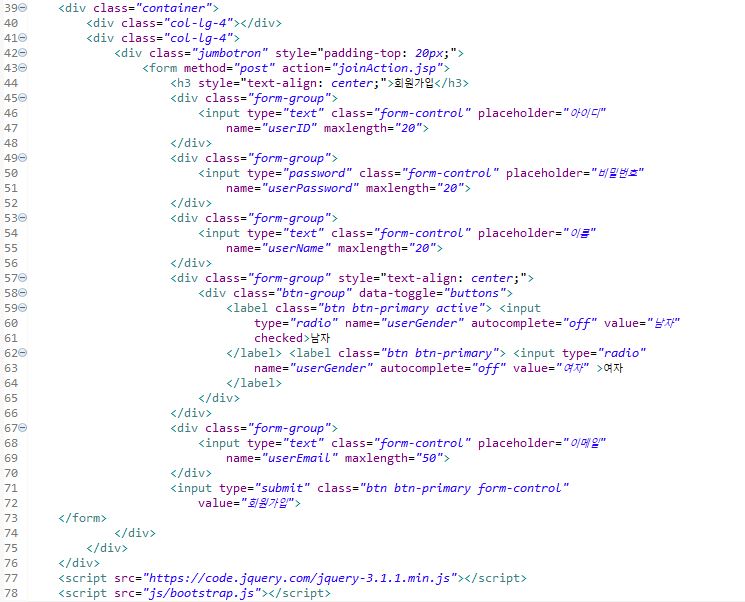 39 <div class="container">
40 <div class="col-lg-4"></div>
41 <div class="col-lg-4">
42 <div class="jumbotron" style="padding-top: 20px;">
43 <form method="post" action="joinAction.jsp">
44 <h3 style="text-align: center;">회원가입</h3>
45 <div class="form-group">
46 <input type="text" class="form-control" placeholder="아이디"
47 name="userID" maxlength="20">
48 </div>
49 <div class="form-group">
50 <input type="password" class="form-control" placeholder="비밀번호"
51 name="userPassword" maxlength="20">
52 </div>
53 <div class="form-group">
54 <input type="text" class="form-control" placeholder="이름"
55 name="userName" maxlength="20">
56 </div>
57 <div class="form-group" style="text-align: center;">
58 <div class="btn-group" data-toggle="buttons">
59 <label class="btn btn-primary active"> <input
60 type="radio" name="userGender" autocomplete="off" value="남자"
61 checked>남자
62 </label> <label class="btn btn-primary"> <input type="radio"
63 name="userGender" autocomplete="off" value="여자" >여자
64 </label>
65 </div>
66 </div>
67 <div class="form-group">
68 <input type="text" class="form-control" placeholder="이메일"
69 name="userEmail" maxlength="50">
70 </div>
71 <input type="submit" class="btn btn-primary form-control"
72 value="회원가입">
73 </form>
74 </div>
75 </div>
76 </div>
77 <script src="https://code.jquery.com/jquery-3.1.1.min.js"></script>
78 <script src="js/bootstrap.js"></script>